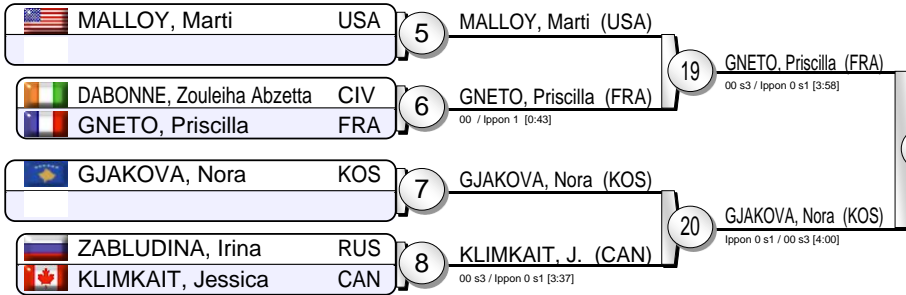 MALLOY, Marti USA
5
MALLOY, Marti (USA)
19
GNETO, Priscilla (FRA)
00 s3 / Ippon 0 s1 [3:58]
DABONNE, Zouleiha Abzetta CIV
GNETO, Priscilla FRA
6
GNETO, Priscilla (FRA)
00 / Ippon 1 [0:43]
GJAKOVA, Nora KOS
7
GJAKOVA, Nora (KOS)
20
GJAKOVA, Nora (KOS)
Ippon 0 s1 / 00 s3 [4:00]
ZABLUDINA, Irina RUS
KLIMKAIT, Jessica CAN
8
KLIMKAIT, J. (CAN)
00 s3 / Ippon 0 s1 [3:37]